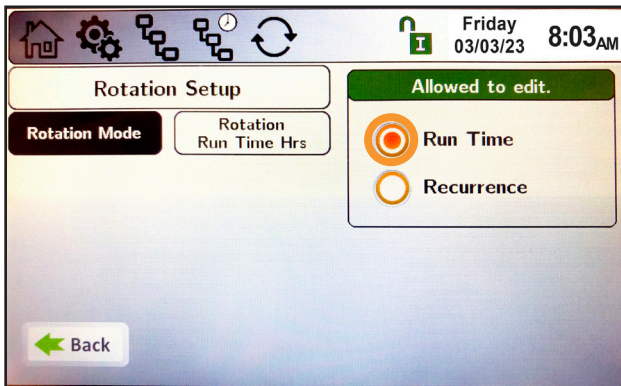 I
Friday
03/03/23
8:03AM
Rotation Setup
Allowed to edit.
Rotation Mode
Rotation
Run Time Hrs
Run Time
Recurrence
Back